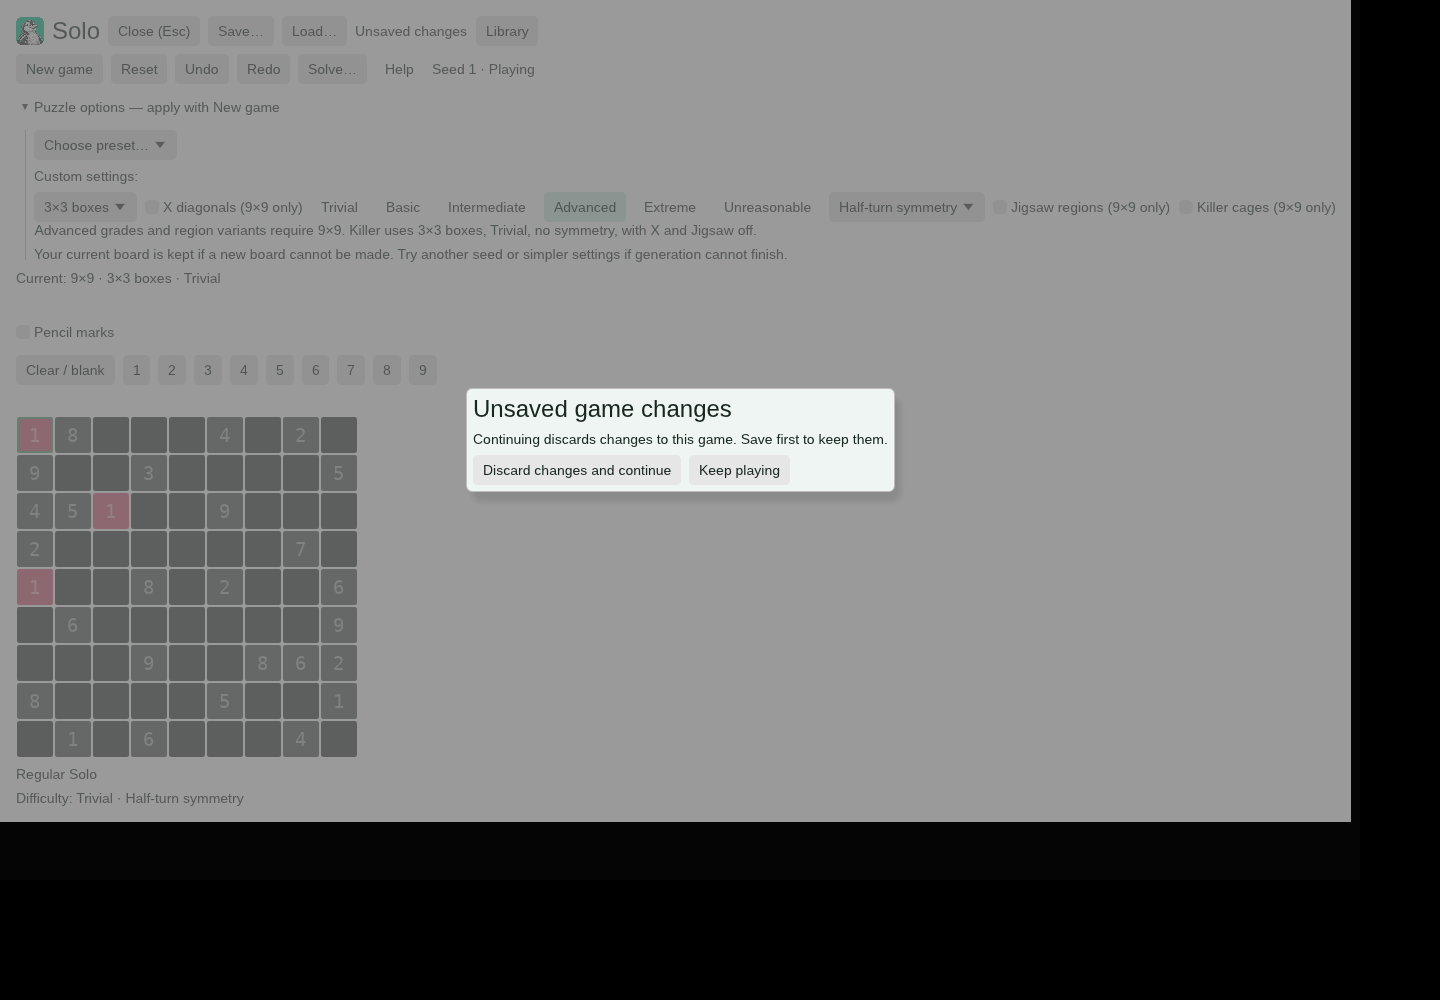 Solo Close (Esc) Save… Load… Unsaved changes Library
New game Reset Undo Redo Solve… Help Seed 1 · Playing
▾ Puzzle options — apply with New game
Choose preset…
Custom settings:
3×3 boxes X diagonals (9×9 only) Trivial Basic Intermediate Advanced Extreme Unreasonable Half-turn symmetry Jigsaw regions (9×9 only) Killer cages (9×9 only)
Advanced grades and region variants require 9×9. Killer uses 3×3 boxes, Trivial, no symmetry, with X and Jigsaw off.
Your current board is kept if a new board cannot be made. Try another seed or simpler settings if generation cannot finish.
Current: 9×9 · 3×3 boxes · Trivial
Pencil marks
Clear / blank 1 2 3 4 5 6 7 8 9
Unsaved game changes
Continuing discards changes to this game. Save first to keep them.
Discard changes and continue Keep playing
1 8 4 2
9 3 5
4 5 1 9
2 7
1 8 2 6
6 9
9 8 6 2
8 5 1
1 6 4
Regular Solo
Difficulty: Trivial · Half-turn symmetry